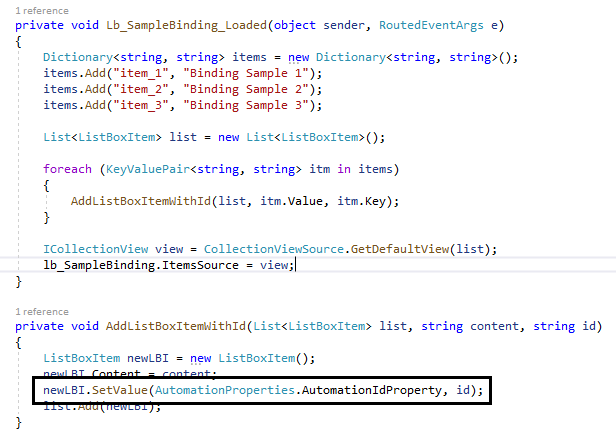 1 reference
private void Lb_SampleBinding_Loaded(object sender, RoutedEventArgs e)
{
Dictionary<string, string> items = new Dictionary<string, string>();
items.Add("item_1", "Binding Sample 1");
items.Add("item_2", "Binding Sample 2");
items.Add("item_3", "Binding Sample 3");
List<ListBoxItem> list = new List<ListBoxItem>();
foreach (KeyValuePair<string, string> itm in items)
{
AddListBoxItemWithId(list, itm.Value, itm.Key);
}
ICollectionView view = CollectionViewSource.GetDefaultView(list);
lb_SampleBinding.ItemsSource = view;
}
1 reference
private void AddListBoxItemWithId(List<ListBoxItem> list, string content, string id)
{
ListBoxItem newLBI = new ListBoxItem();
newLBI.Content = content;
newLBI.SetValue(AutomationProperties.AutomationIdProperty, id);
list.Add(newLBI);
}